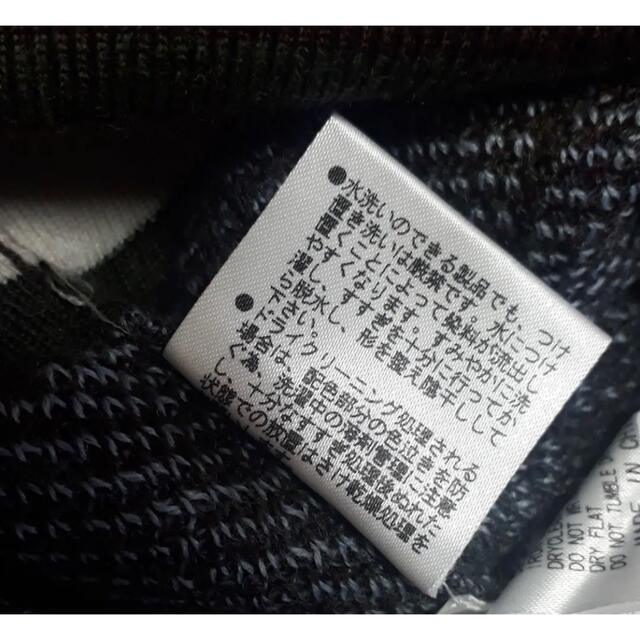 ●水洗いのできる製品でも、つけ
置き洗いは厳禁です。水につけ
置くことによって染料が流出し
やすくなります。すみやかに洗
濯し、すすぎを十分に行ってか
ら脱水し、形を整え陰干しして
下さい。
●ドライクリーニング処理される
場合は、配色部分の色泣きを防
ぐ為、洗濯中の溶剤管理に注意
し、十分なすすぎ処理後ぬれた
状態での放置はさけ乾燥処理を
DO NOT
DRY FLAT
DO NOT TUMBLE
IN